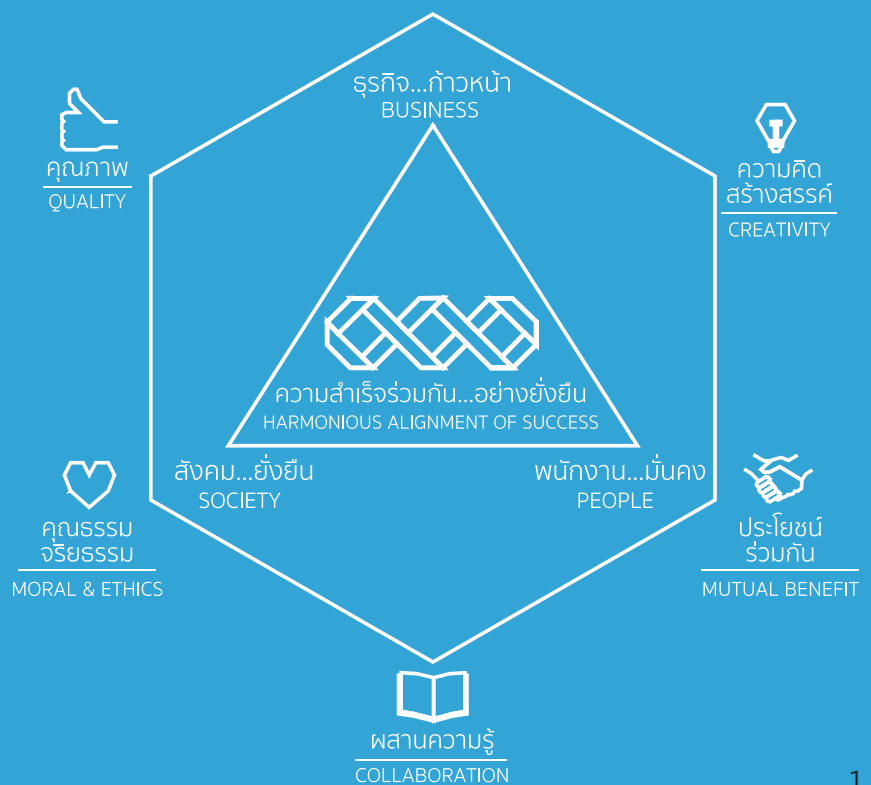 ธุรกิจ...ก้าวหน้า
BUSINESS
คุณภาพ
QUALITY
ความคิด
สร้างสรรค์
CREATIVITY
ความสำเร็จร่วมกัน...อย่างยั่งยืน
HARMONIOUS ALIGNMENT OF SUCCESS
สังคม...ยั่งยืน
SOCIETY
พนักงาน...มั่นคง
PEOPLE
คุณธรรม
จริยธรรม
MORAL & ETHICS
ประโยชน์
ร่วมกัน
MUTUAL BENEFIT
ผสานความรู้
COLLABORATION
1